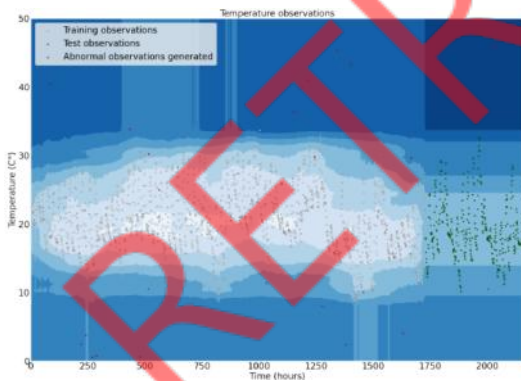 Temperature observations
50
Training observations
Test observations
Abnormal observations generated
40
30
Temperature (C°)
20
10
0
0 250 500 750 1000 1250 1500 1750 2000
Time (hours)
RETR